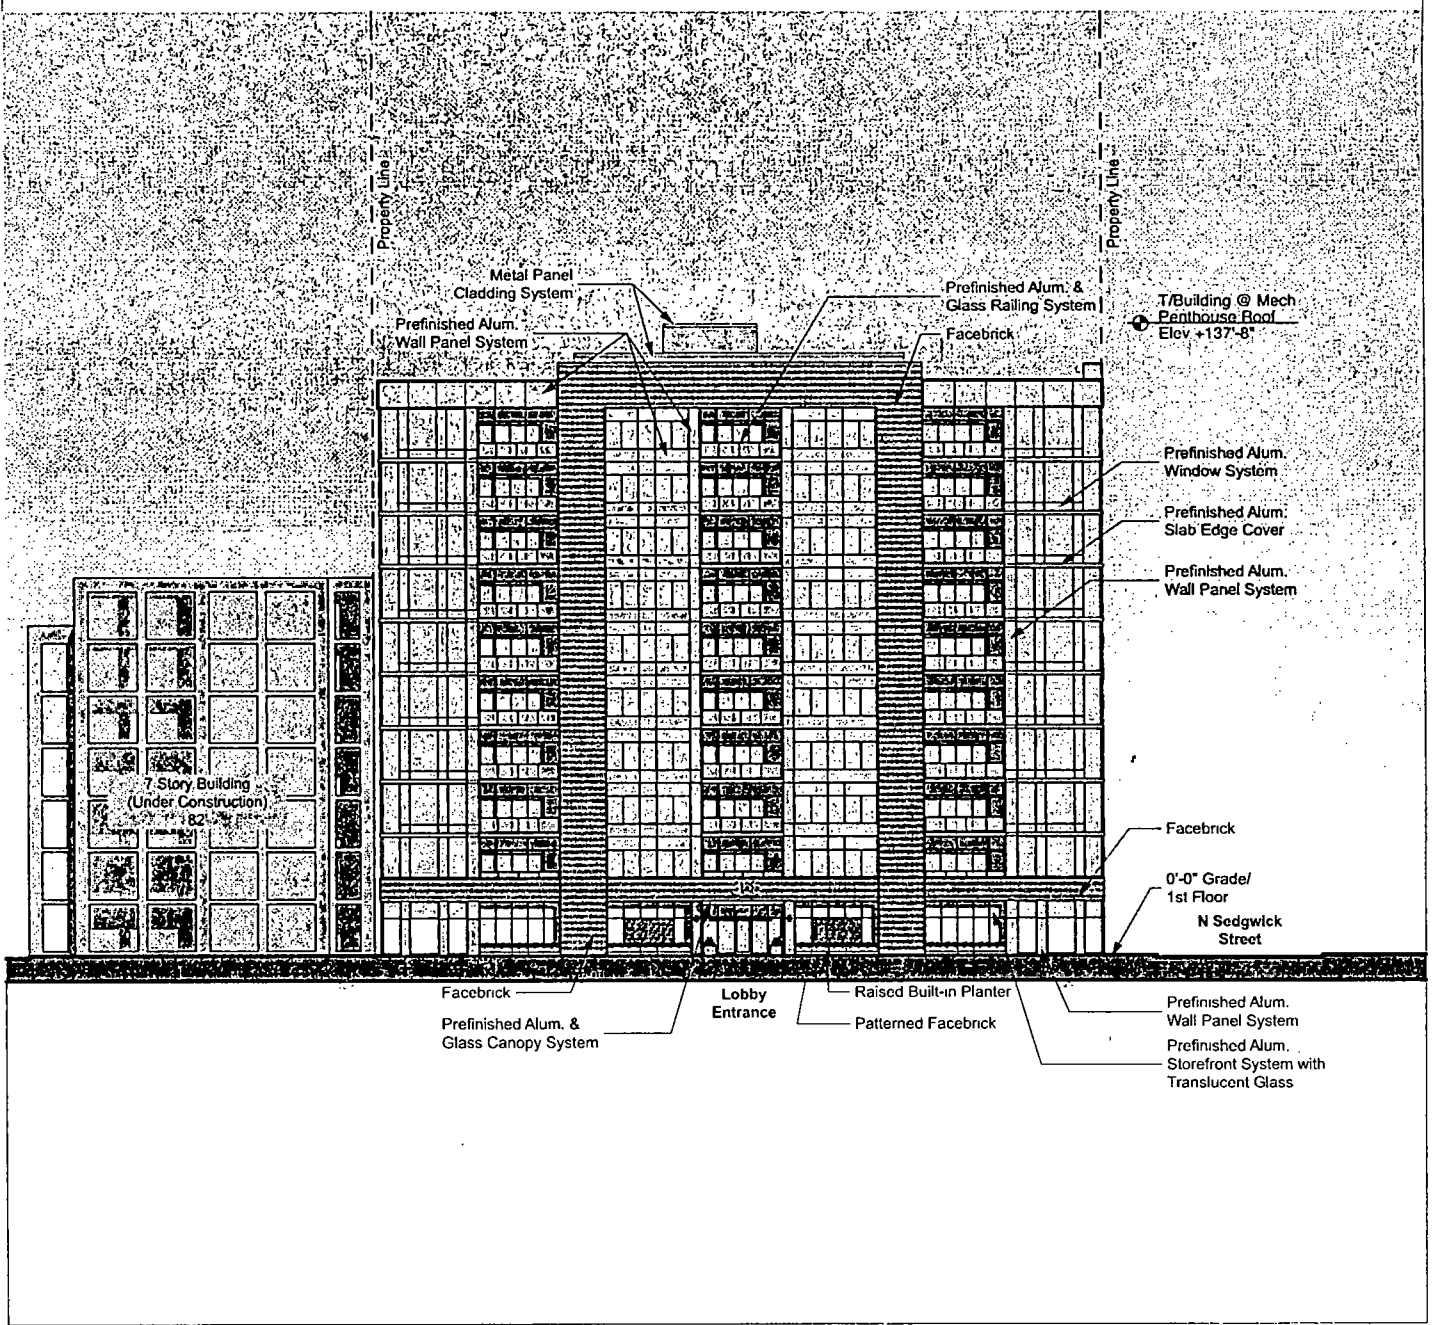 Property Line
Property Line
Metal Panel
Cladding System
Prefinished Alum. &
Glass Railing System
T/Building @ Mech
Penthouse Roof
Elev +137'-8"
Prefinished Alum.
Wall Panel System
Facebrick
Prefinished Alum.
Window System
Prefinished Alum.
Slab Edge Cover
Prefinished Alum.
Wall Panel System
7 Story Building
(Under Construction)
82'
Facebrick
0'-0" Grade/
1st Floor
N Sedgwick
Street
Facebrick
Lobby
Entrance
Raised Built-in Planter
Prefinished Alum.
Wall Panel System
Prefinished Alum. &
Glass Canopy System
Patterned Facebrick
Prefinished Alum.
Storefront System with
Translucent Glass